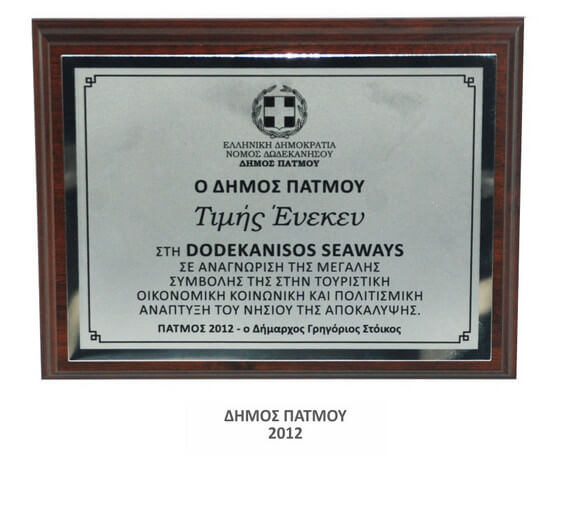 ΕΛΛΗΝΙΚΗ ΔΗΜΟΚΡΑΤΙΑ
ΝΟΜΟΣ ΔΩΔΕΚΑΝΗΣΟΥ
ΔΗΜΟΣ ΠΑΤΜΟΥ
Ο ΔΗΜΟΣ ΠΑΤΜΟΥ
Τιμής Ένεκεν
ΣΤΗ DODEKANISOS SEAWAYS
ΣΕ ΑΝΑΓΝΩΡΙΣΗ ΤΗΣ ΜΕΓΑΛΗΣ
ΣΥΜΒΟΛΗΣ ΤΗΣ ΣΤΗΝ ΤΟΥΡΙΣΤΙΚΗ
ΟΙΚΟΝΟΜΙΚΗ ΚΟΙΝΩΝΙΚΗ ΚΑΙ ΠΟΛΙΤΙΣΜΙΚΗ
ΑΝΑΠΤΥΞΗ ΤΟΥ ΝΗΣΙΟΥ ΤΗΣ ΑΠΟΚΑΛΥΨΗΣ.
ΠΑΤΜΟΣ 2012 - ο Δήμαρχος Γρηγόριος Στόικος
ΔΗΜΟΣ ΠΑΤΜΟΥ
2012